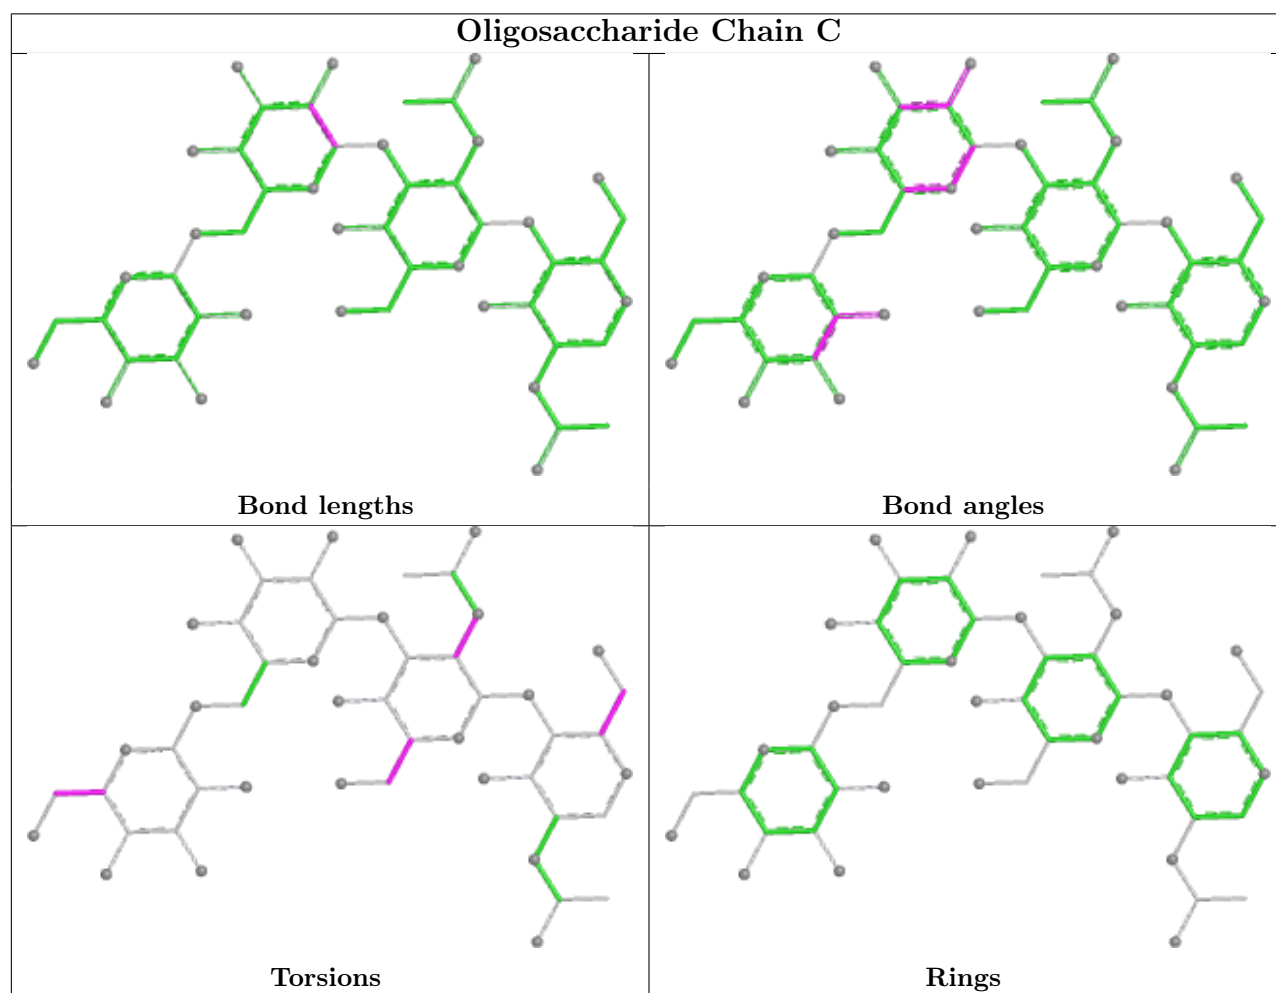 Oligosaccharide Chain C
Bond lengths
Bond angles
Torsions
Rings